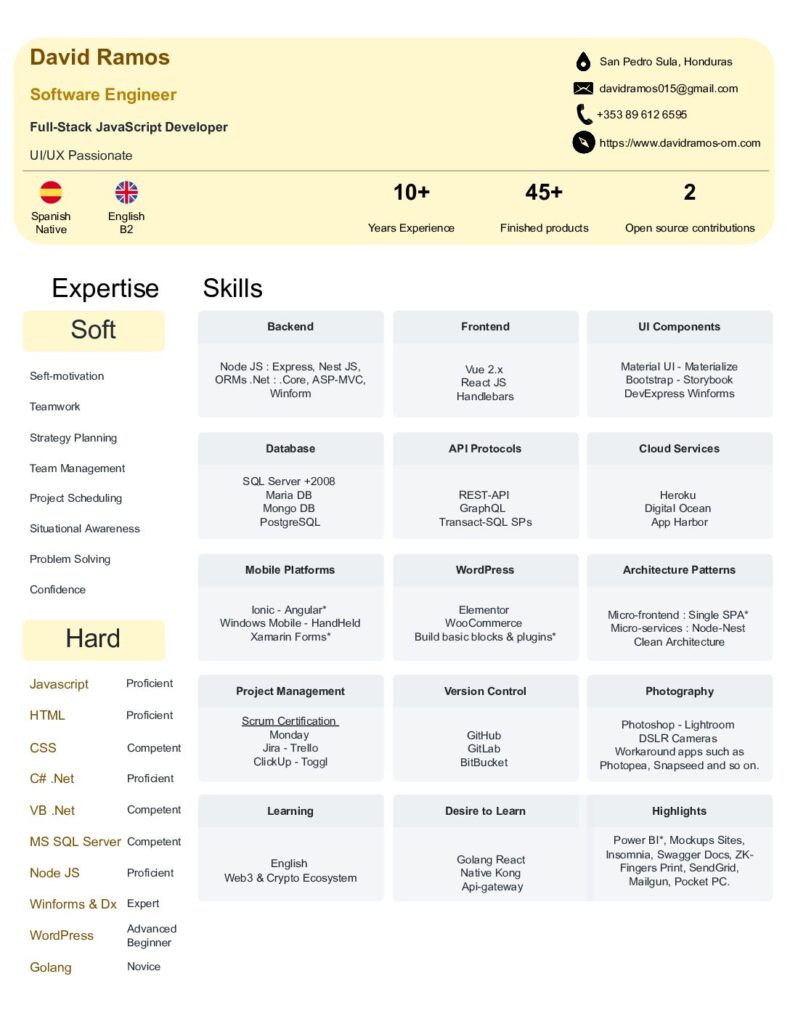 David Ramos
Software Engineer
Full-Stack JavaScript Developer
UI/UX Passionate
San Pedro Sula, Honduras
davidramos015@gmail.com
+353 89 612 6595
https://www.davidramos-om.com
Spanish
Native
English
B2
10+
Years Experience
45+
Finished products
2
Open source contributions
Expertise
Soft
Seft-motivation
Teamwork
Strategy Planning
Team Management
Project Scheduling
Situational Awareness
Problem Solving
Confidence
Hard
Javascript Proficient
HTML Proficient
CSS Competent
C# .Net Proficient
VB .Net Competent
MS SQL Server Competent
Node JS Proficient
Winforms & Dx Expert
WordPress Advanced
Beginner
Golang Novice
Skills
Backend
Node JS : Express, Nest JS,
ORMs .Net : .Core, ASP-MVC,
Winform
Frontend
Vue 2.x
React JS
Handlebars
UI Components
Material UI - Materialize
Bootstrap - Storybook
DevExpress Winforms
Database
SQL Server +2008
Maria DB
Mongo DB
PostgreSQL
API Protocols
REST-API
GraphQL
Transact-SQL SPs
Cloud Services
Heroku
Digital Ocean
App Harbor
Mobile Platforms
Ionic - Angular*
Windows Mobile - HandHeld
Xamarin Forms*
WordPress
Elementor
WooCommerce
Build basic blocks & plugins*
Architecture Patterns
Micro-frontend : Single SPA*
Micro-services : Node-Nest
Clean Architecture
Project Management
Scrum Certification
Monday
Jira - Trello
ClickUp - Toggl
Version Control
GitHub
GitLab
BitBucket
Photography
Photoshop - Lightroom
DSLR Cameras
Workaround apps such as
Photopea, Snapseed and so on.
Learning
English
Web3 & Crypto Ecosystem
Desire to Learn
Golang React
Native Kong
Api-gateway
Highlights
Power BI*, Mockups Sites,
Insomnia, Swagger Docs, ZK-
Fingers Print, SendGrid,
Mailgun, Pocket PC.